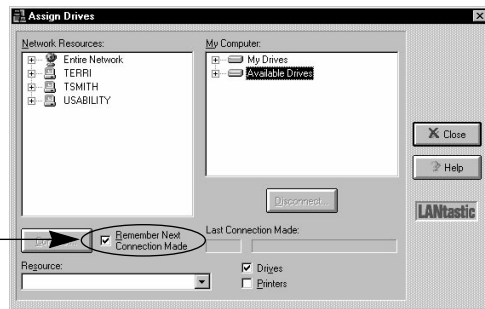 Assign Drives
Network Resources:
Entire Network
TERRI
TSMITH
USABILITY
My Computer:
My Drives
Available Drives
Close
Help
Disconnect...
LANtastic
Remember Next
Connection Made
Last Connection Made:
Resource:
Drives
Printers